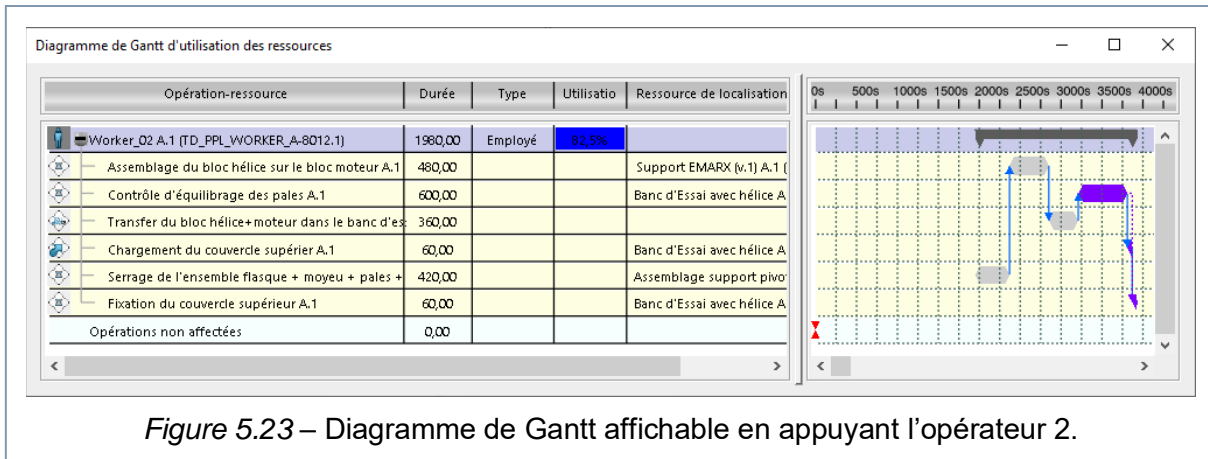 Diagramme de Gantt d'utilisation des ressources
Opération-ressource Durée Type Utilisatio Ressource de localisation
0s 500s 1000s 1500s 2000s 2500s 3000s 3500s 4000s
Worker_02 A.1 (TD_PPL_WORKER_A-8012.1) 1980,00 Employé 82,5%
Assemblage du bloc hélice sur le bloc moteur A.1 480,00 Support EMARX (v.1) A.1 (
Contrôle d'équilibrage des pales A.1 600,00 Banc d'Essai avec hélice A
Transfer du bloc hélice+moteur dans le banc d'es 360,00
Chargement du couvercle supérier A.1 60,00 Banc d'Essai avec hélice A
Serrage de l'ensemble flasque + moyeu + pales + 420,00 Assemblage support pivo
Fixation du couvercle supérieur A.1 60,00 Banc d'Essai avec hélice A
Opérations non affectées 0,00
Figure 5.23 – Diagramme de Gantt affichable en appuyant l’opérateur 2.